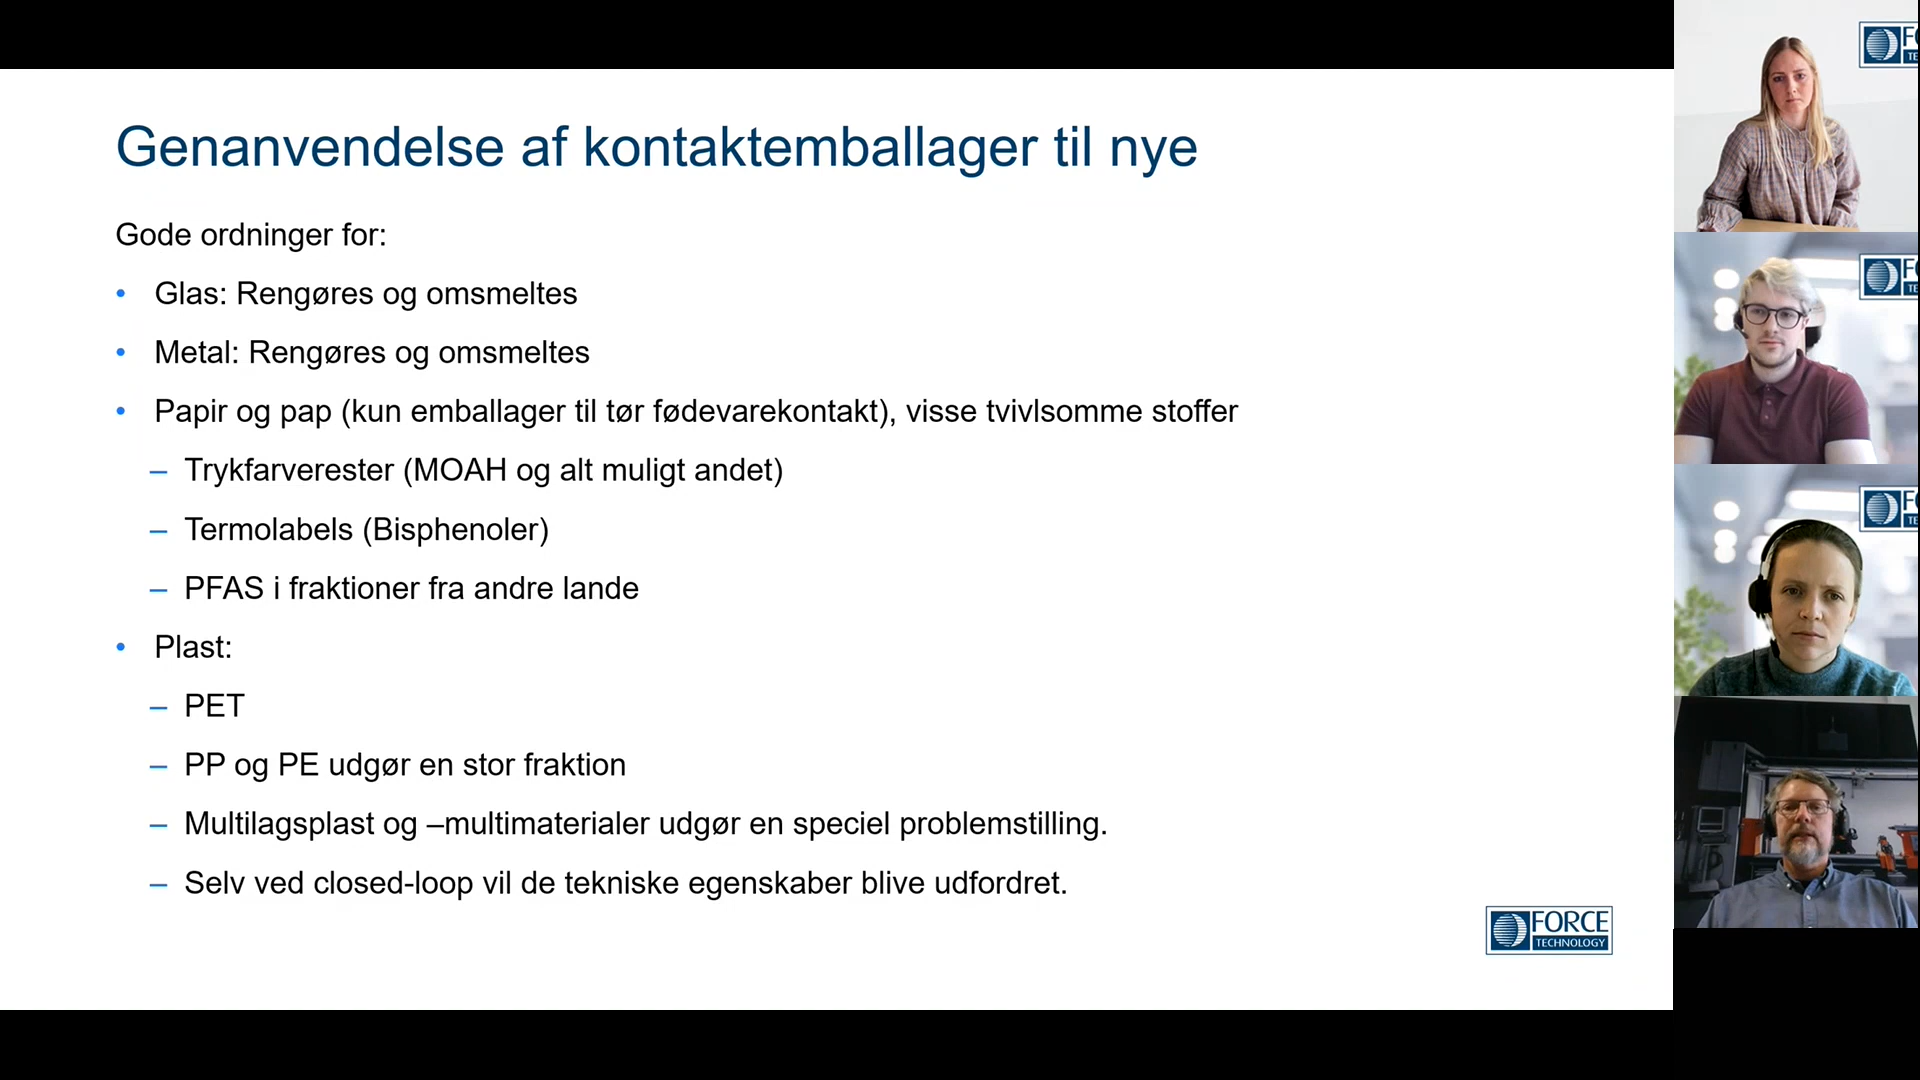 Genanvendelse af kontaktemballager til nye
Gode ordninger for:
• Glas: Rengøres og omsmeltes
• Metal: Rengøres og omsmeltes
• Papir og pap (kun emballager til tør fødevarekontakt), visse tvivlsomme stoffer
– Trykfarverester (MOAH og alt muligt andet)
– Termolabels (Bisphenoler)
– PFAS i fraktioner fra andre lande
• Plast:
– PET
– PP og PE udgør en stor fraktion
– Multilagsplast og –multimaterialer udgør en speciel problemstilling.
– Selv ved closed-loop vil de tekniske egenskaber blive udfordret.
FORCE
TECHNOLOGY
F
TE
F
TE
F
TE